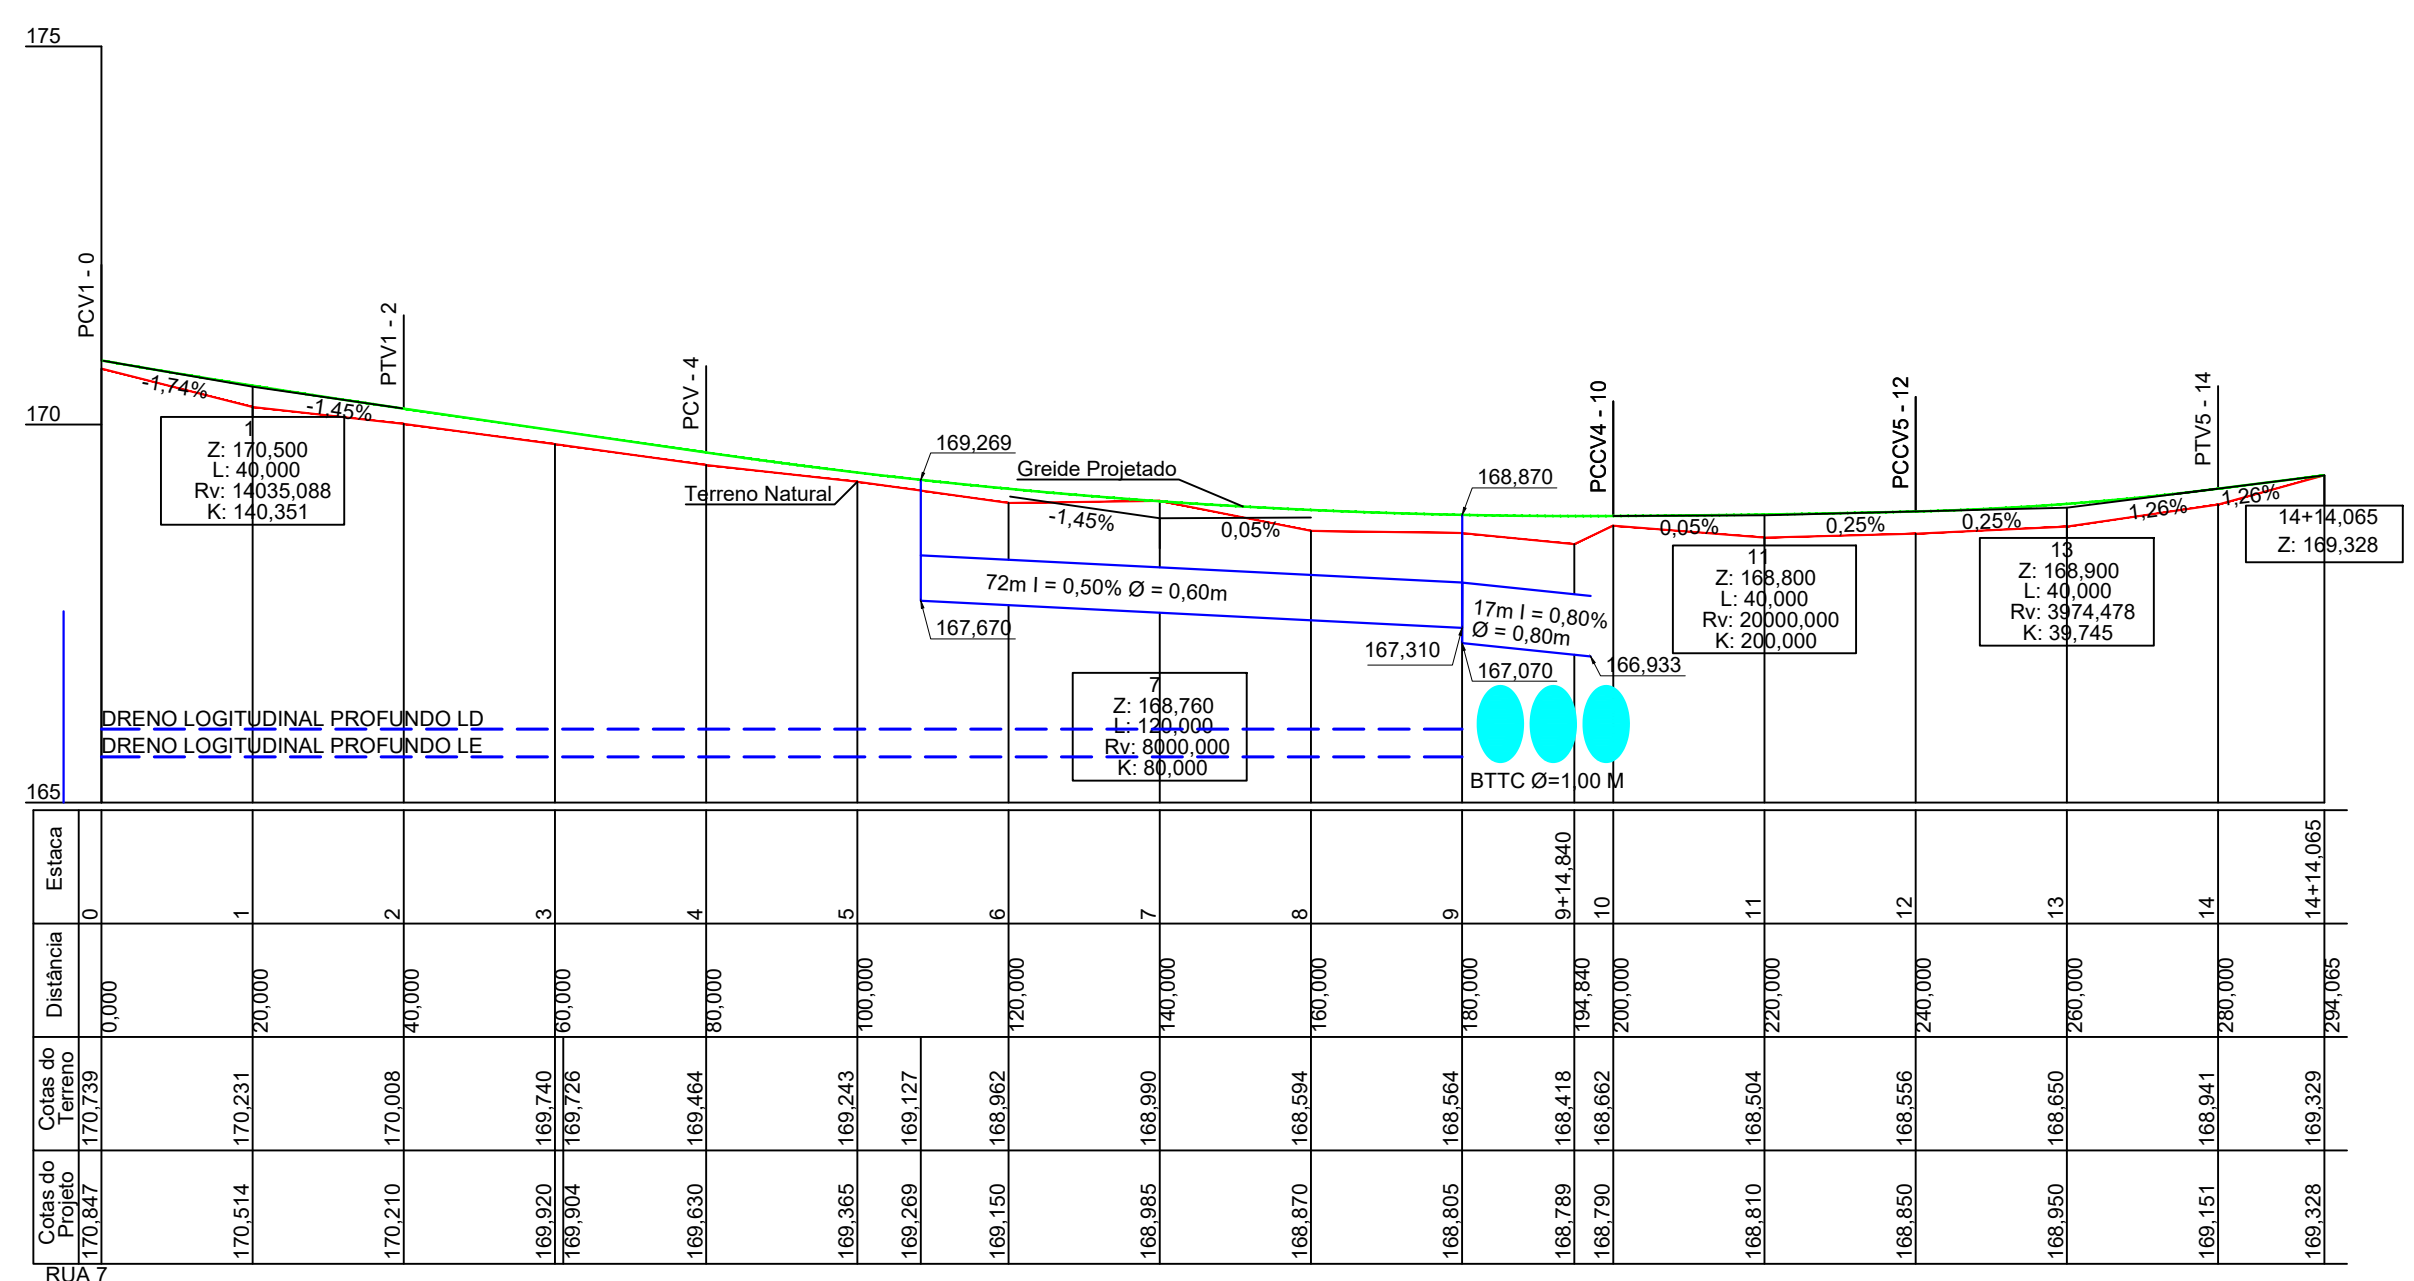 175
170
165
PCV1 - 0
PTV1 - 2
PCV - 4
PCCV4 - 10
PCCV5 - 12
PTV5 - 14
-1,74%
-1,45%
1
Z: 170,500
L: 40,000
Rv: 14035,088
K: 140,351
Terreno Natural
169,269
Greide Projetado
-1,45%
0,05%
168,870
72m I = 0,50% Ø = 0,60m
167,670
167,310
17m I = 0,80%
Ø = 0,80m
167,070
166,933
7
Z: 168,760
L: 120,000
Rv: 8000,000
K: 80,000
DRENO LOGITUDINAL PROFUNDO LD
DRENO LOGITUDINAL PROFUNDO LE
BTTC Ø=1,00 M
0,05%
0,25%
0,25%
1,26%
1,26%
11
Z: 168,800
L: 40,000
Rv: 20000,000
K: 200,000
13
Z: 168,900
L: 40,000
Rv: 3974,478
K: 39,745
14+14,065
Z: 169,328
Estaca
0 1 2 3 4 5 6 7 8 9 9+14,840 10 11 12 13 14 14+14,065
Distância
0,000 20,000 40,000 60,000 80,000 100,000 120,000 140,000 160,000 180,000 194,840 200,000 220,000 240,000 260,000 280,000 294,065
Cotas do
Terreno
170,739 170,231 170,008 169,740 169,726 169,464 169,243 169,127 168,962 168,990 168,594 168,564 168,418 168,662 168,504 168,556 168,650 168,941 169,329
Cotas do
Projeto
170,847 170,514 170,210 169,920 169,904 169,630 169,365 169,269 169,150 168,985 168,870 168,805 168,789 168,790 168,810 168,850 168,950 169,151 169,328
RUA 7